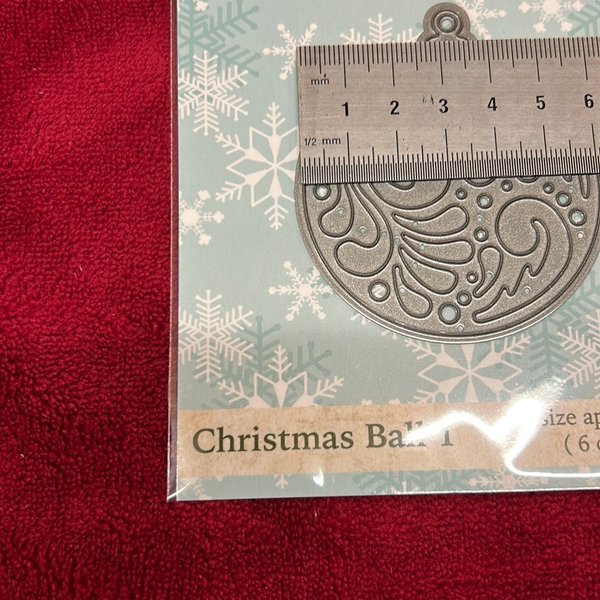 mm
1 2 3 4 5 6
1/2 mm
Christmas Ball 1
size ap
( 6 c